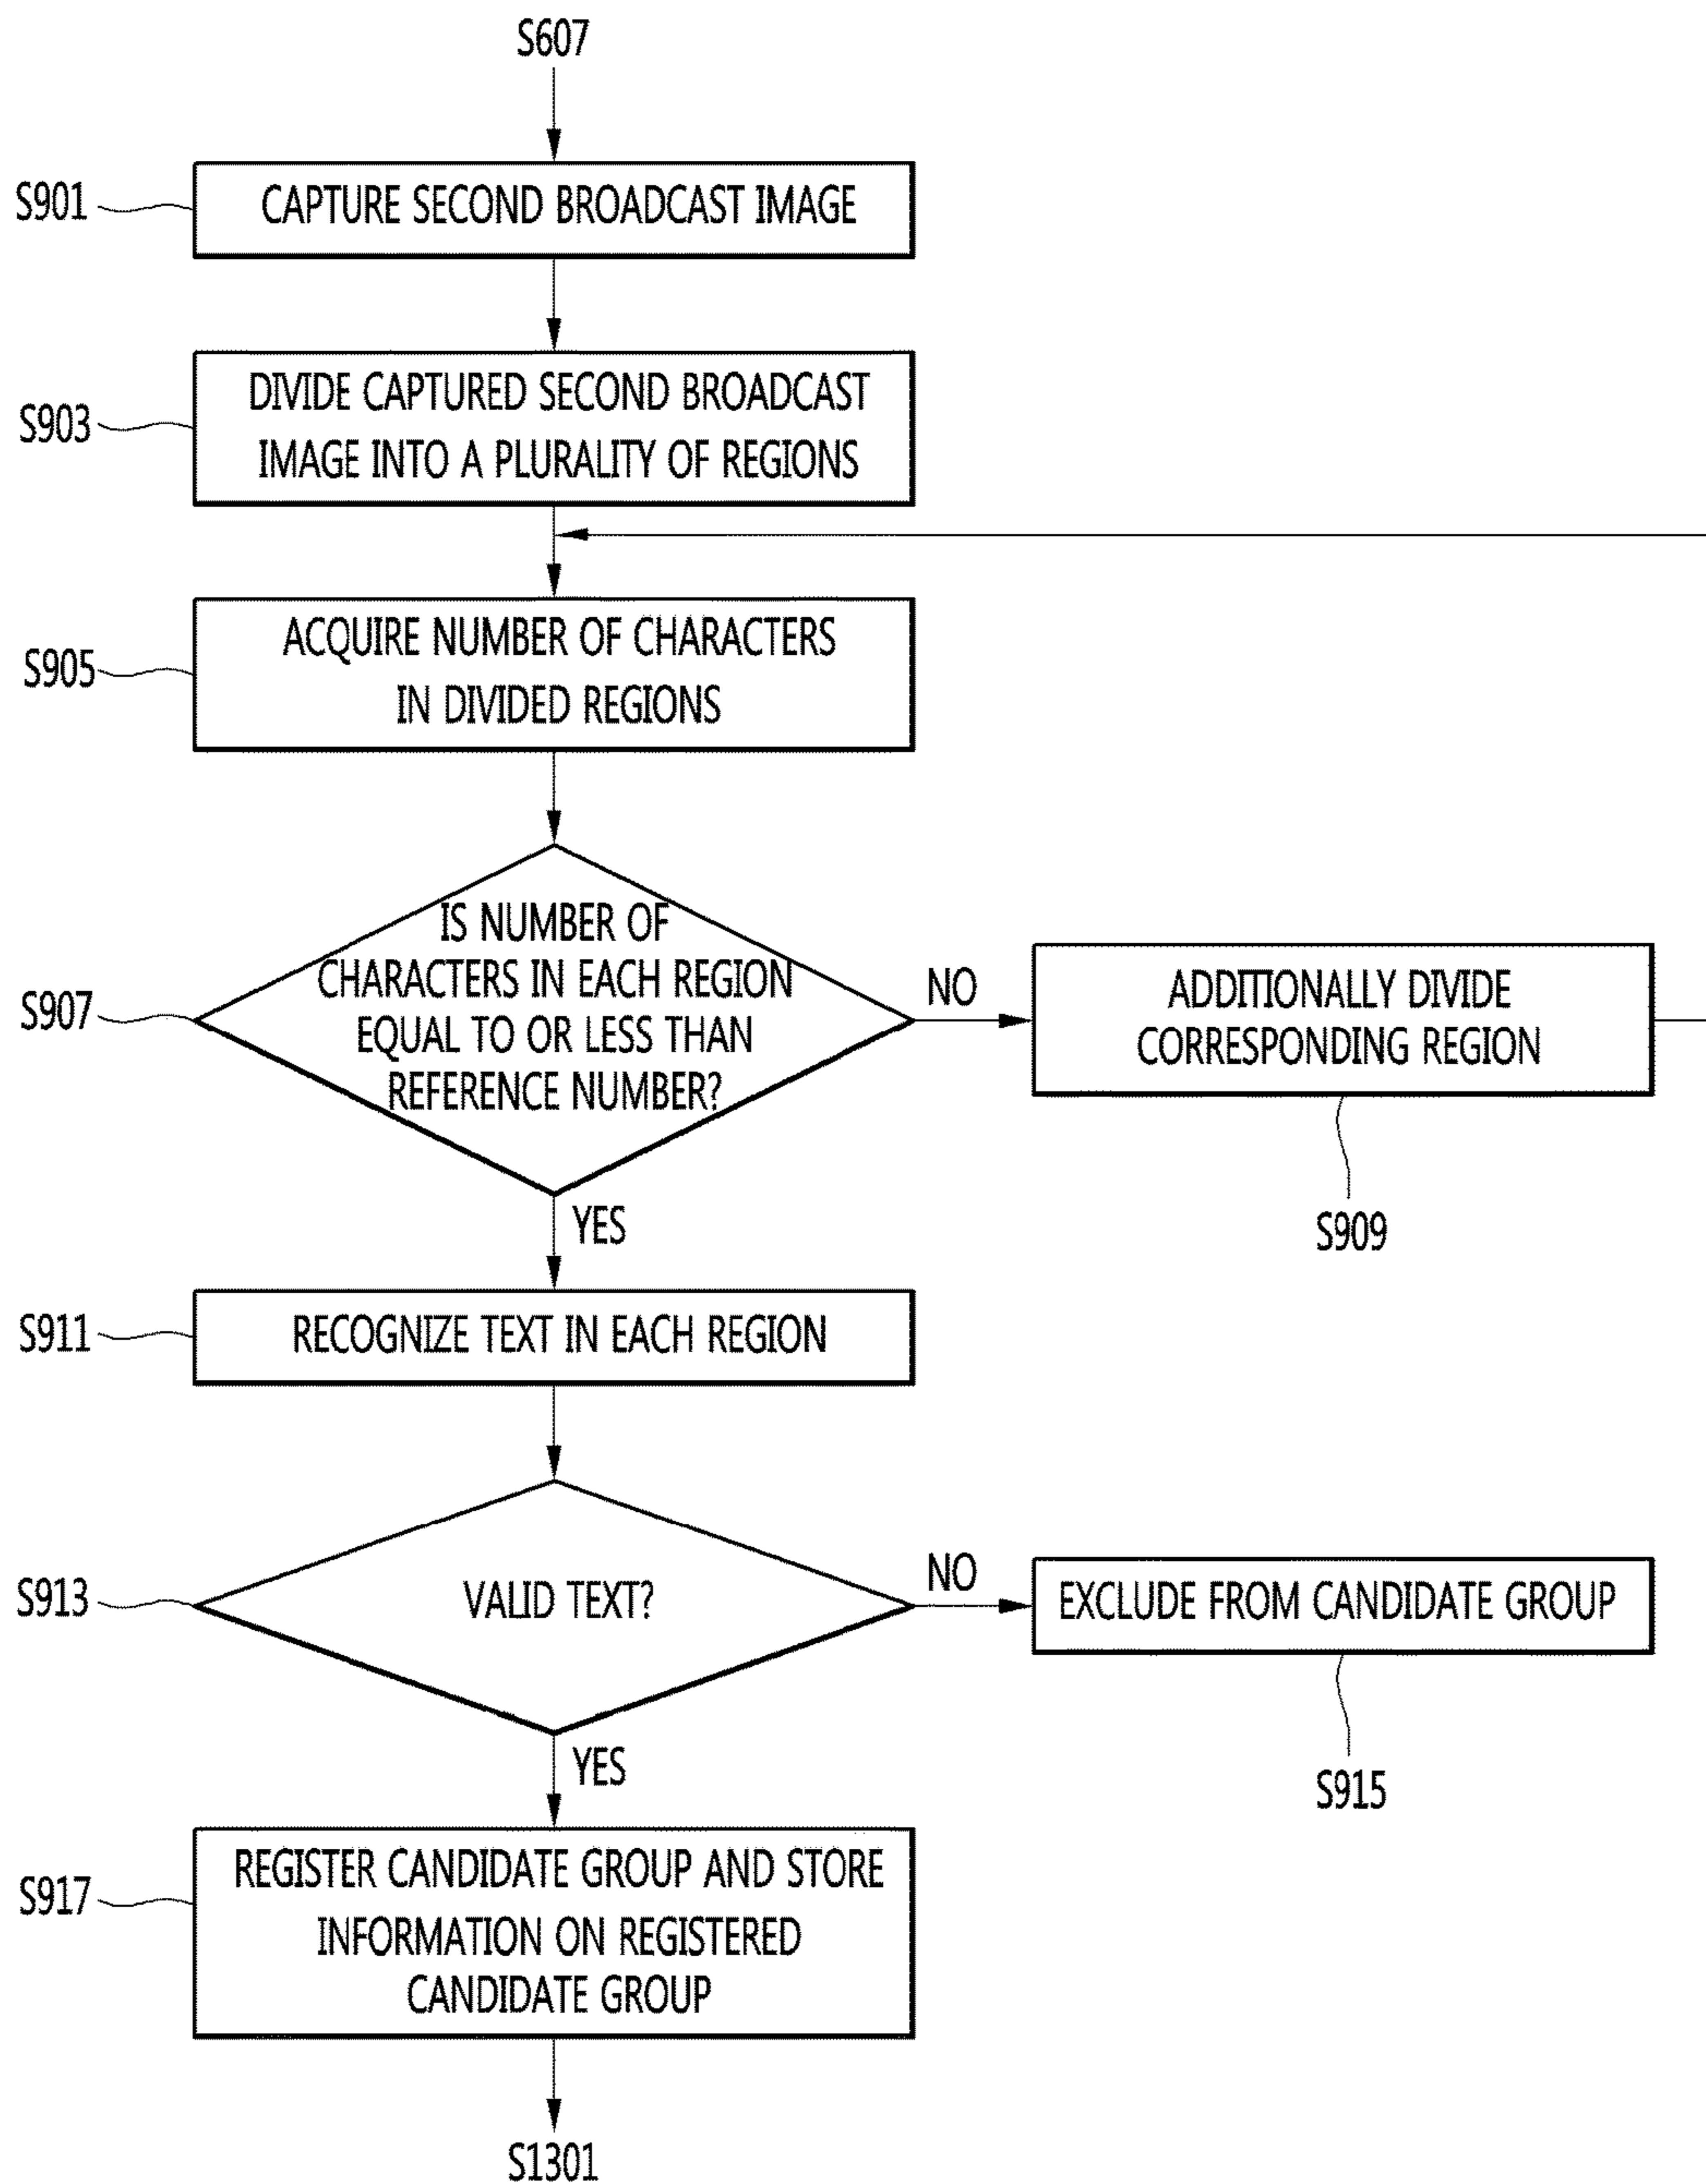 S607
S901
CAPTURE SECOND BROADCAST IMAGE
S903
DIVIDE CAPTURED SECOND BROADCAST
IMAGE INTO A PLURALITY OF REGIONS
S905
ACQUIRE NUMBER OF CHARACTERS
IN DIVIDED REGIONS
S907
IS NUMBER OF
CHARACTERS IN EACH REGION
EQUAL TO OR LESS THAN
REFERENCE NUMBER?
NO
ADDITIONALLY DIVIDE
CORRESPONDING REGION
S909
YES
S911
RECOGNIZE TEXT IN EACH REGION
S913
VALID TEXT?
NO
EXCLUDE FROM CANDIDATE GROUP
S915
YES
S917
REGISTER CANDIDATE GROUP AND STORE
INFORMATION ON REGISTERED
CANDIDATE GROUP
S1301